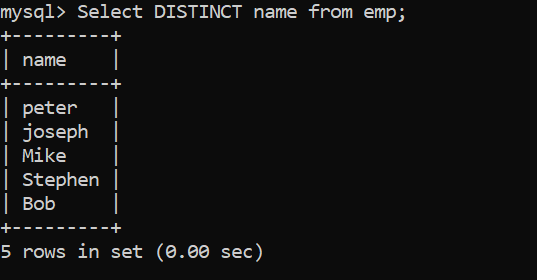 mysql> Select DISTINCT name from emp;
+---------+
| name    |
+---------+
| peter   |
| joseph  |
| Mike    |
| Stephen |
| Bob     |
+---------+
5 rows in set (0.00 sec)